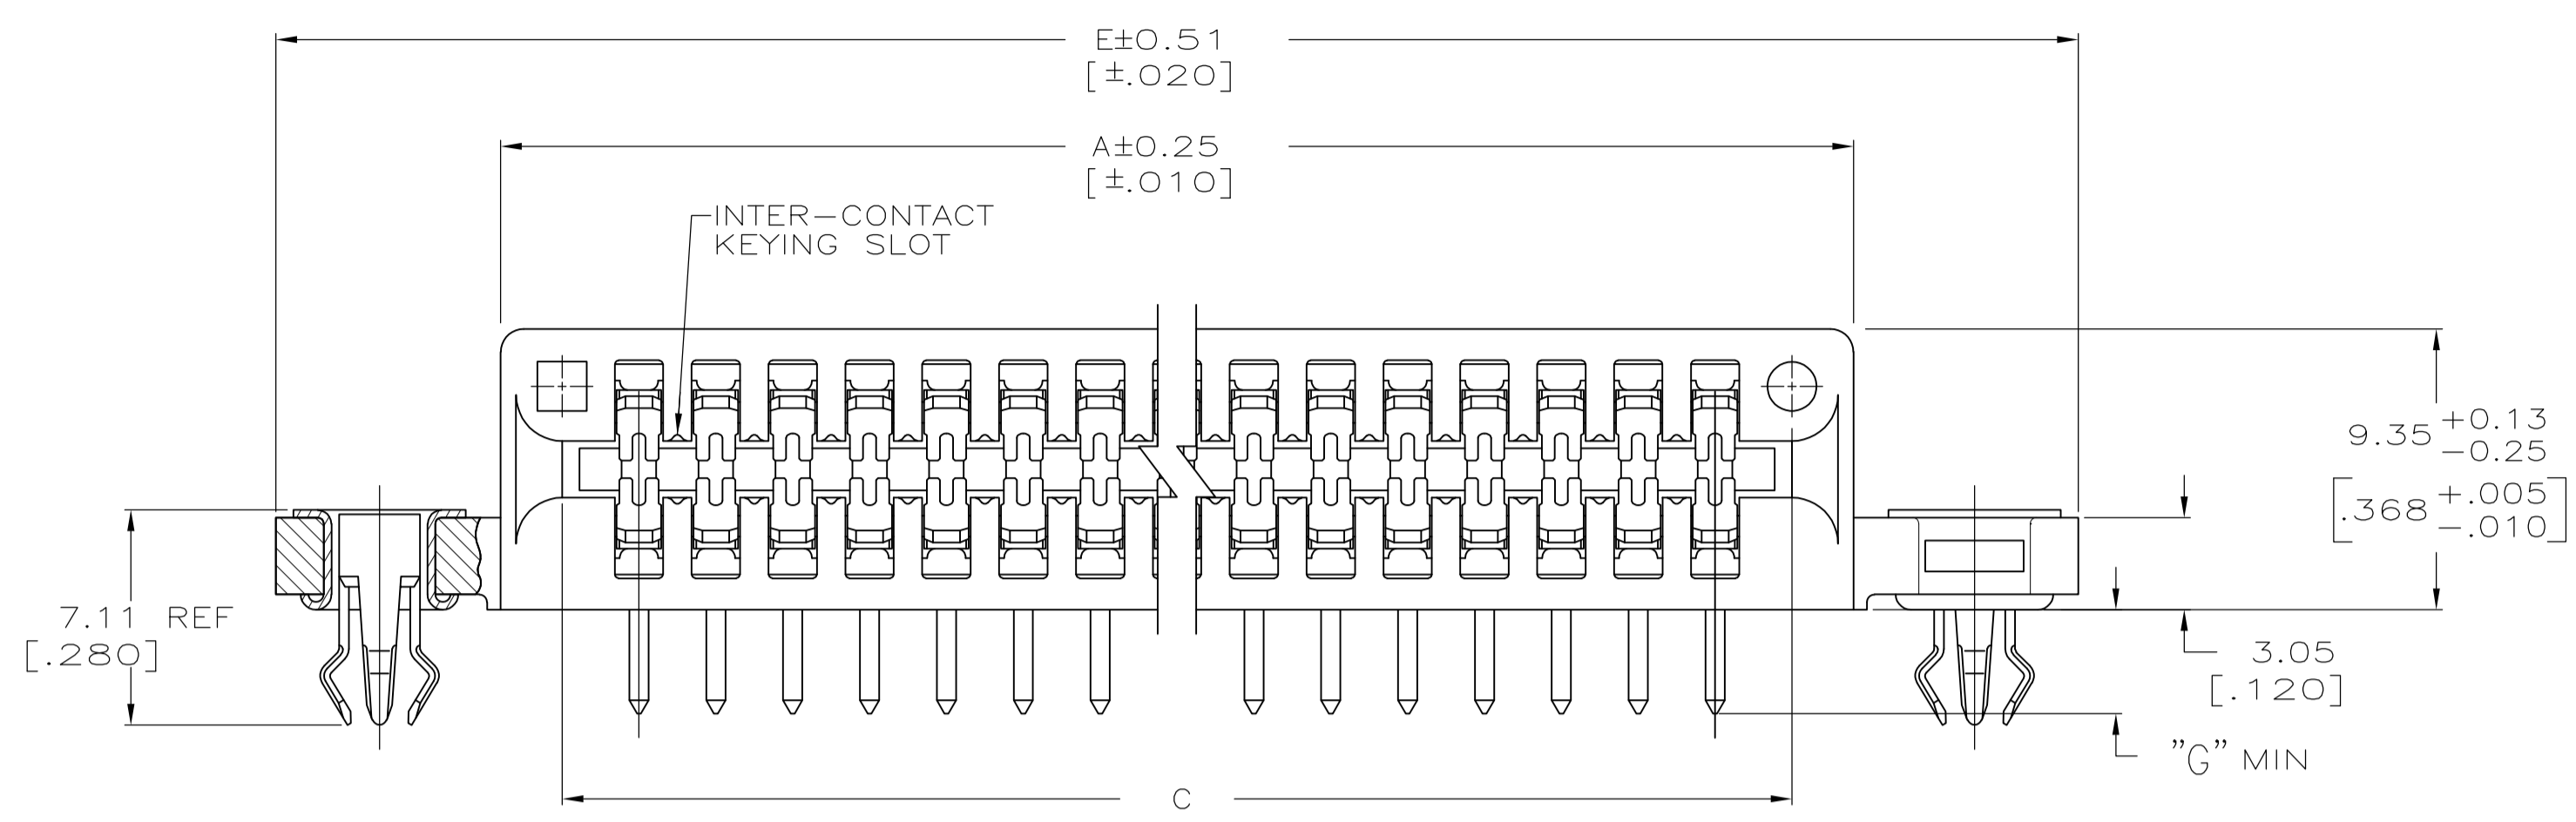 E±0.51
[±.020]
A±0.25
[±.010]
INTER-CONTACT
KEYING SLOT
9.35 +0.13
-0.25
[.368 +.005
-.010]
7.11 REF
[.280]
3.05
[.120]
"G" MIN
C